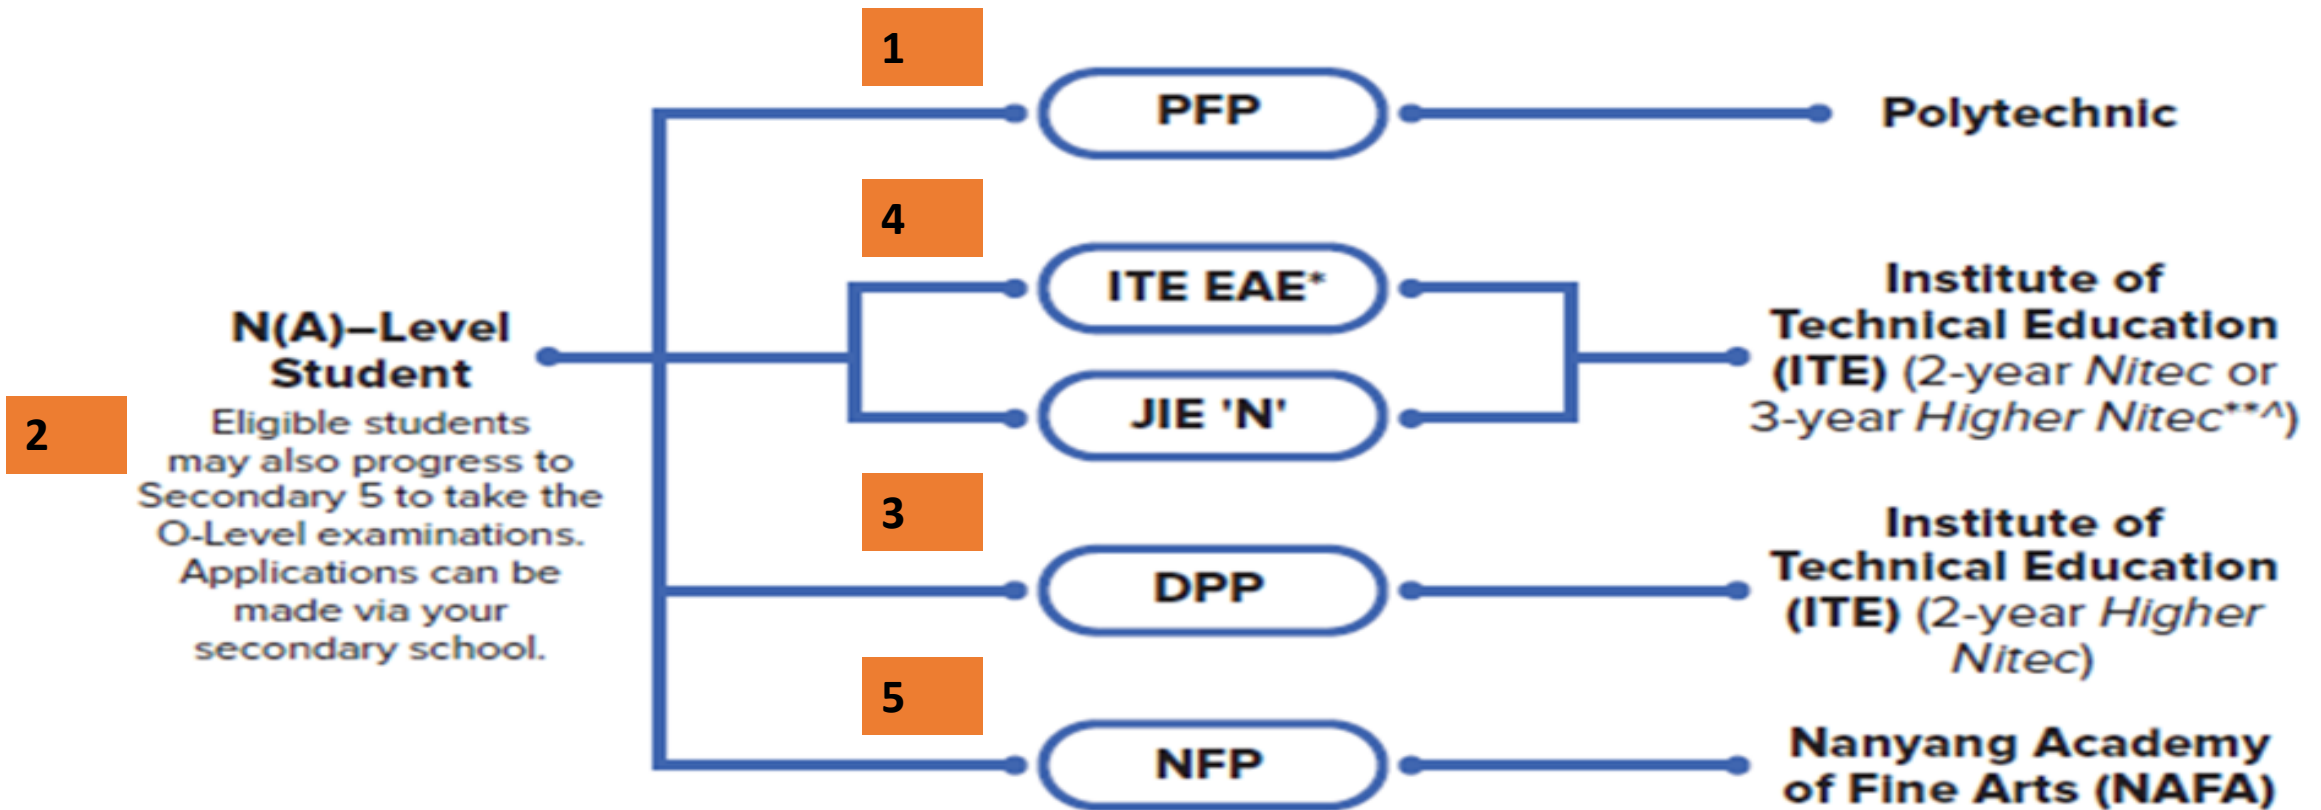 1
PFP
Polytechnic
4
ITE EAE*
JIE 'N'
Institute of
Technical Education
(ITE) (2-year Nitec or
3-year Higher Nitec**^)
N(A)–Level
Student
2
Eligible students
may also progress to
Secondary 5 to take the
O-Level examinations.
Applications can be
made via your
secondary school.
3
DPP
Institute of
Technical Education
(ITE) (2-year Higher
Nitec)
5
NFP
Nanyang Academy
of Fine Arts (NAFA)